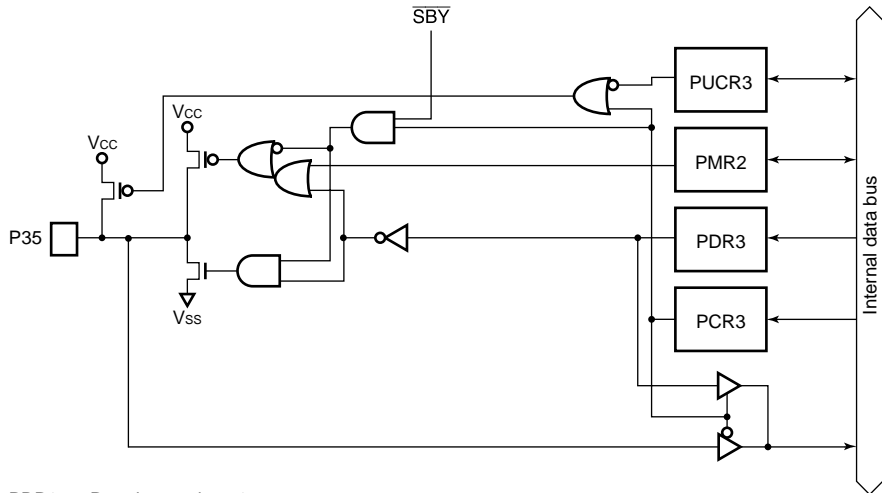 SBY
PUCR3
VCC
VCC
PMR2
P35
PDR3
Internal data bus
VSS
PCR3